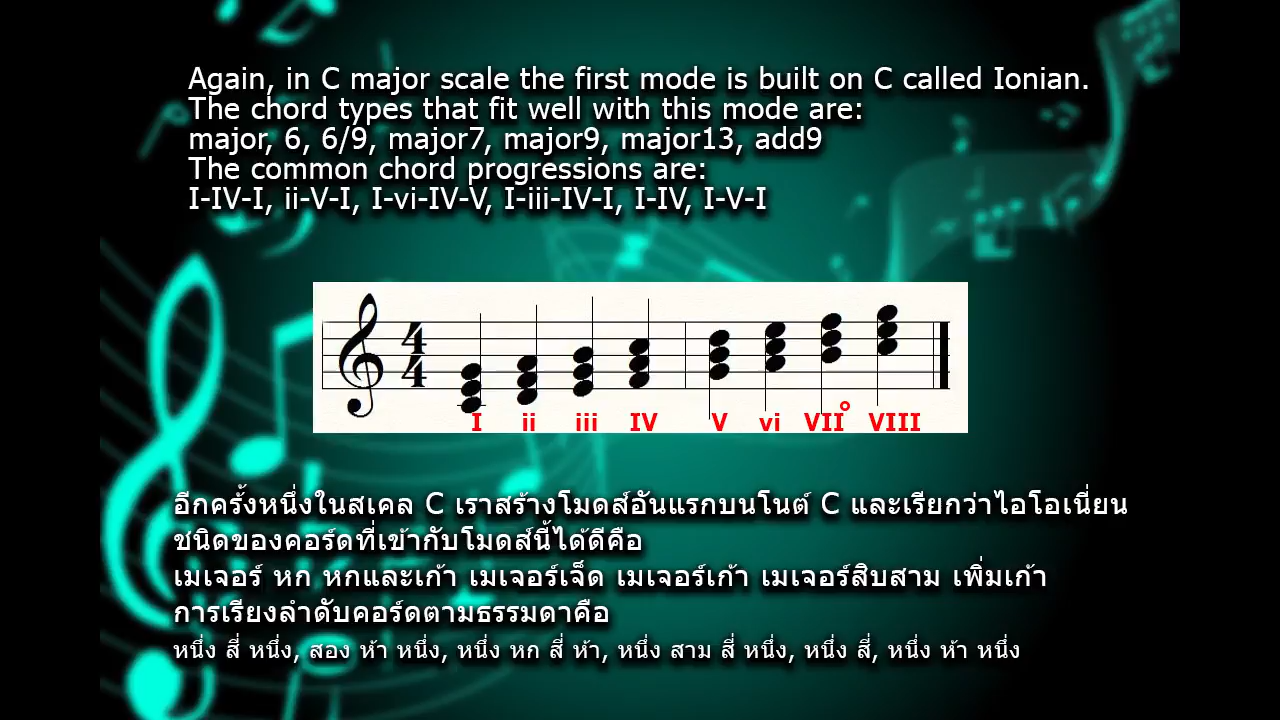 Again, in C major scale the first mode is built on C called Ionian.
The chord types that fit well with this mode are:
major, 6, 6/9, major7, major9, major13, add9
The common chord progressions are:
I-IV-I, ii-V-I, I-vi-IV-V, I-iii-IV-I, I-IV, I-V-I
4
4
I ii iii IV V vi VII° VIII
อีกครั้งหนึ่งในสเคล C เราสร้างโมดส์อันแรกบนโนต์ C และเรียกว่าไอโอเนี่ยน
ชนิดของคอร์ดที่เข้ากับโมดส์นี้ได้ดีคือ
เมเจอร์ หก หกและเก้า เมเจอร์เจ็ด เมเจอร์เก้า เมเจอร์สิบสาม เพิ่มเก้า
การเรียงลำดับคอร์ดตามธรรมดาคือ
หนึ่ง สี่ หนึ่ง, สอง ห้า หนึ่ง, หนึ่ง หก สี่ ห้า, หนึ่ง สาม สี่ หนึ่ง, หนึ่ง สี่, หนึ่ง ห้า หนึ่ง